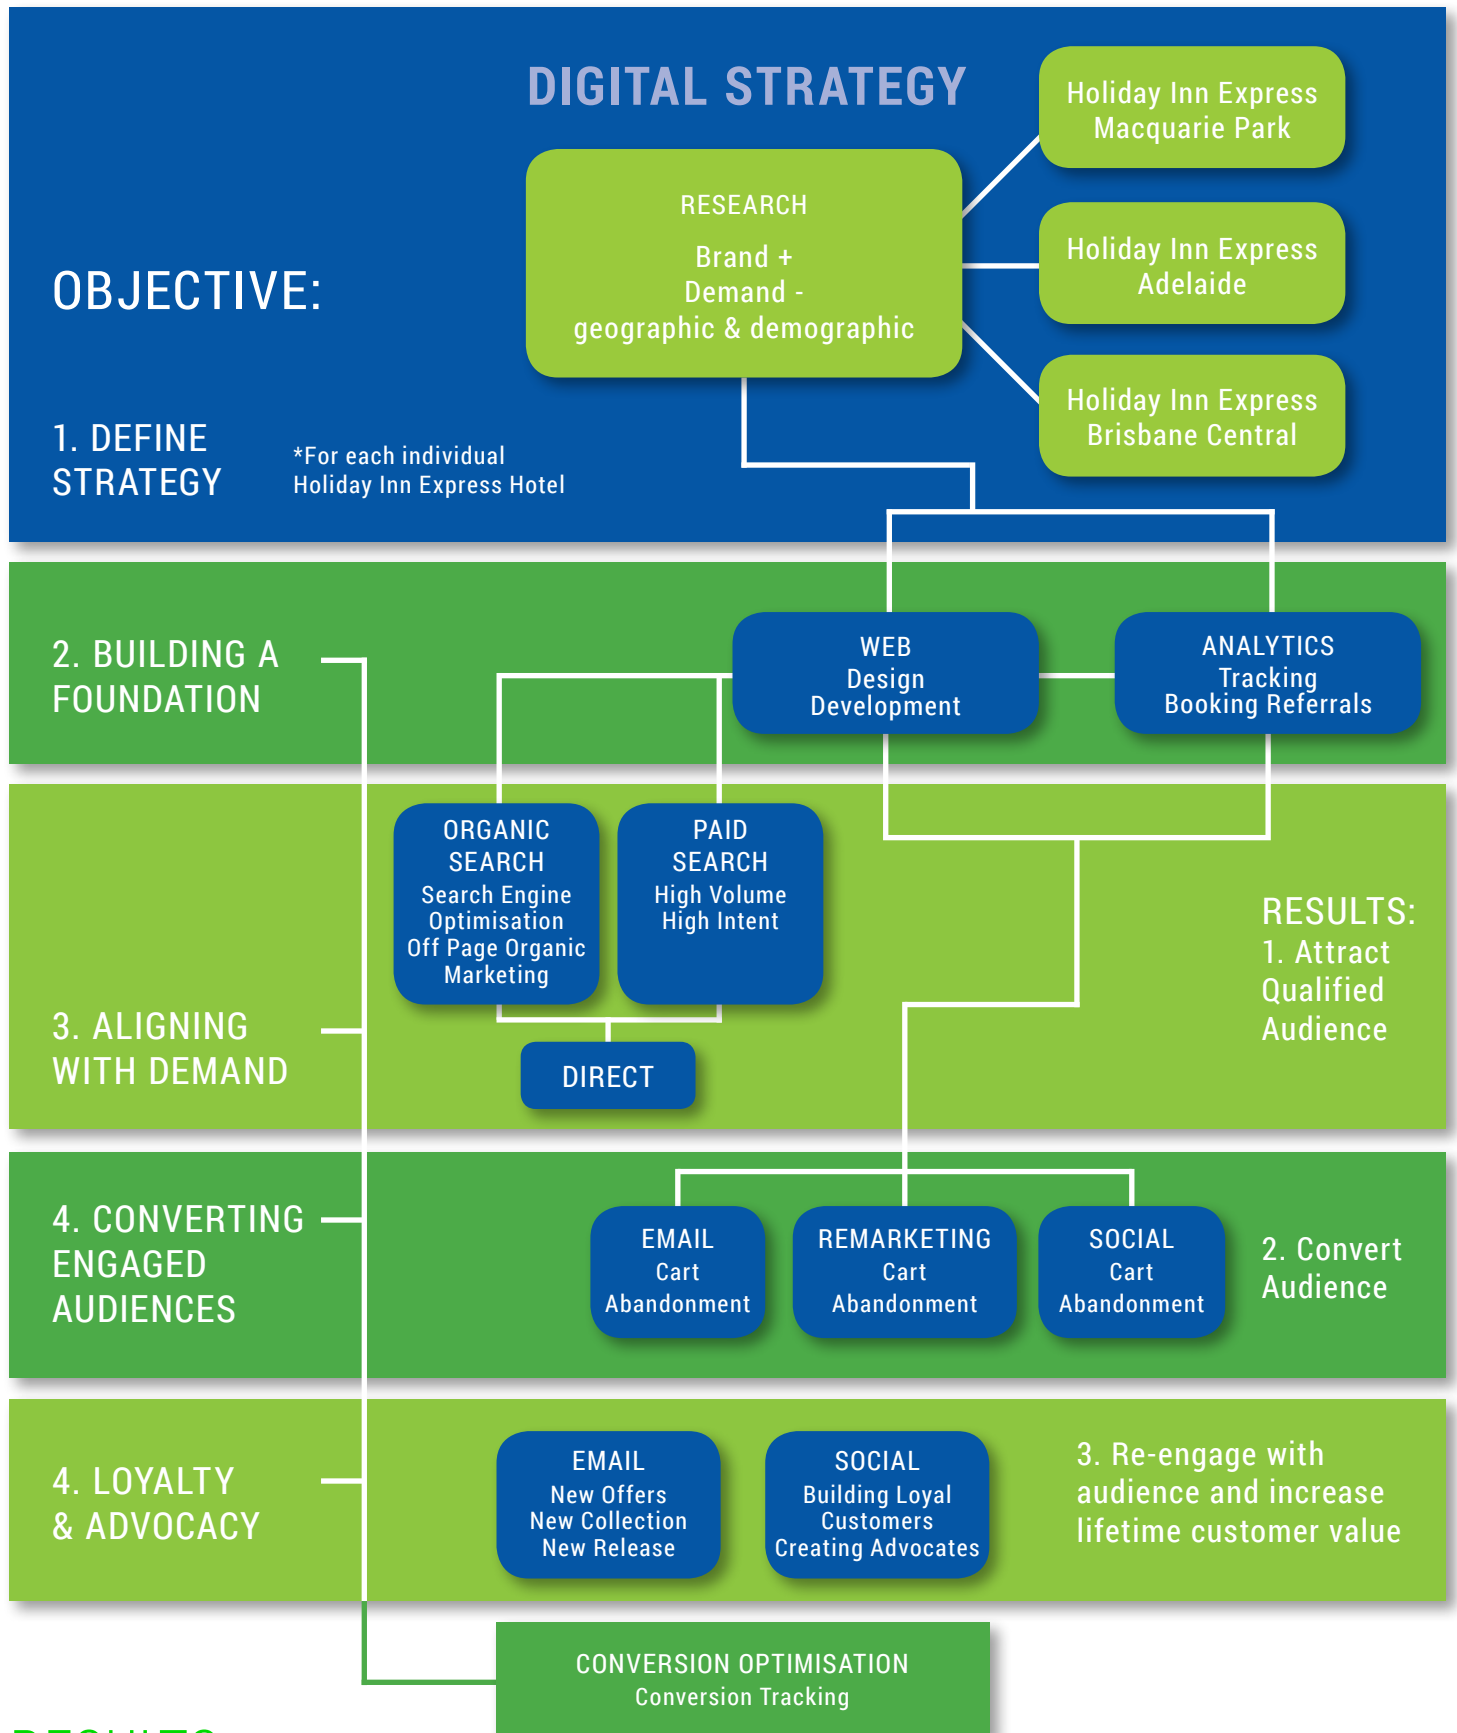 DIGITAL STRATEGY
Holiday Inn Express
Macquarie Park
RESEARCH
Brand +
Demand -
geographic & demographic
Holiday Inn Express
Adelaide
OBJECTIVE:
Holiday Inn Express
Brisbane Central
1. DEFINE
STRATEGY
*For each individual
Holiday Inn Express Hotel
2. BUILDING A
FOUNDATION
WEB
Design
Development
ANALYTICS
Tracking
Booking Referrals
ORGANIC
SEARCH
Search Engine
Optimisation
Off Page Organic
Marketing
PAID
SEARCH
High Volume
High Intent
RESULTS:
1. Attract
Qualified
Audience
3. ALIGNING
WITH DEMAND
DIRECT
4. CONVERTING
ENGAGED
AUDIENCES
EMAIL
Cart
Abandonment
REMARKETING
Cart
Abandonment
SOCIAL
Cart
Abandonment
2. Convert
Audience
4. LOYALTY
& ADVOCACY
EMAIL
New Offers
New Collection
New Release
SOCIAL
Building Loyal
Customers
Creating Advocates
3. Re-engage with
audience and increase
lifetime customer value
CONVERSION OPTIMISATION
Conversion Tracking
RESULTS